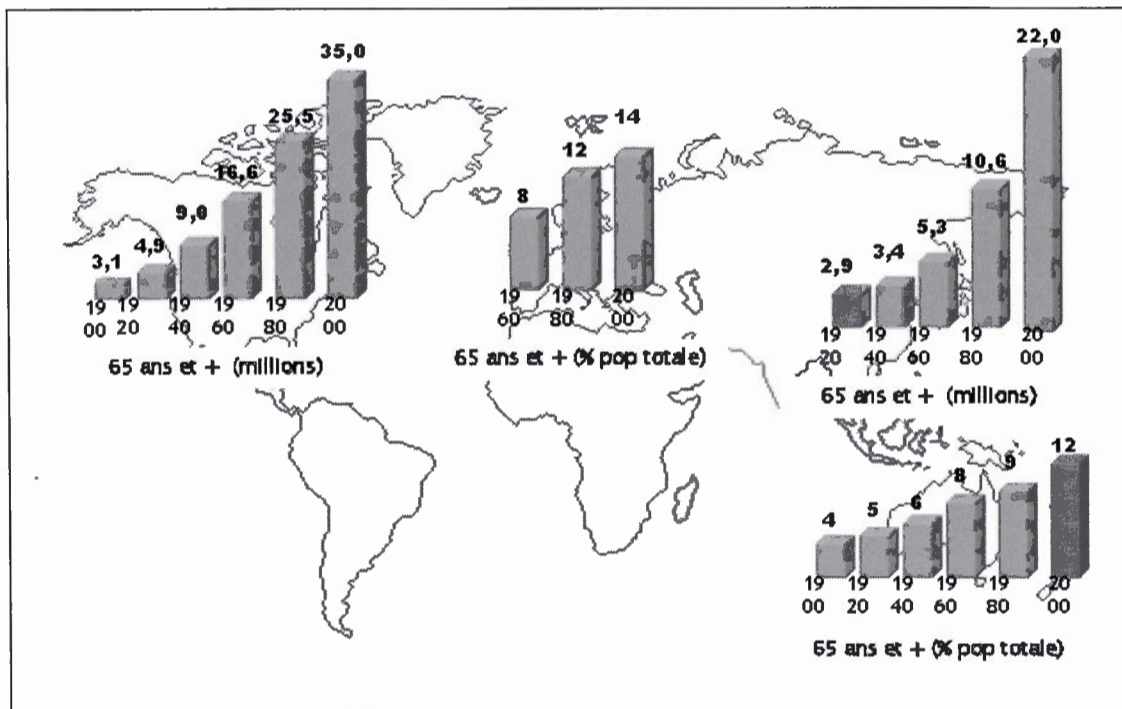 35,0
25,5
16,6
9,0
4,9
3,1
19 00 19 20 19 40 19 60 19 80 20 00
65 ans et + (millions)
14
12
8
19 60 19 80 20 00
65 ans et + (% pop totale)
22,0
10,6
5,3
3,4
2,9
19 20 19 40 19 60 19 80 20 00
65 ans et + (millions)
12
9
8
6
5
4
19 00 19 20 19 40 19 60 19 80 20 00
65 ans et + (% pop totale)